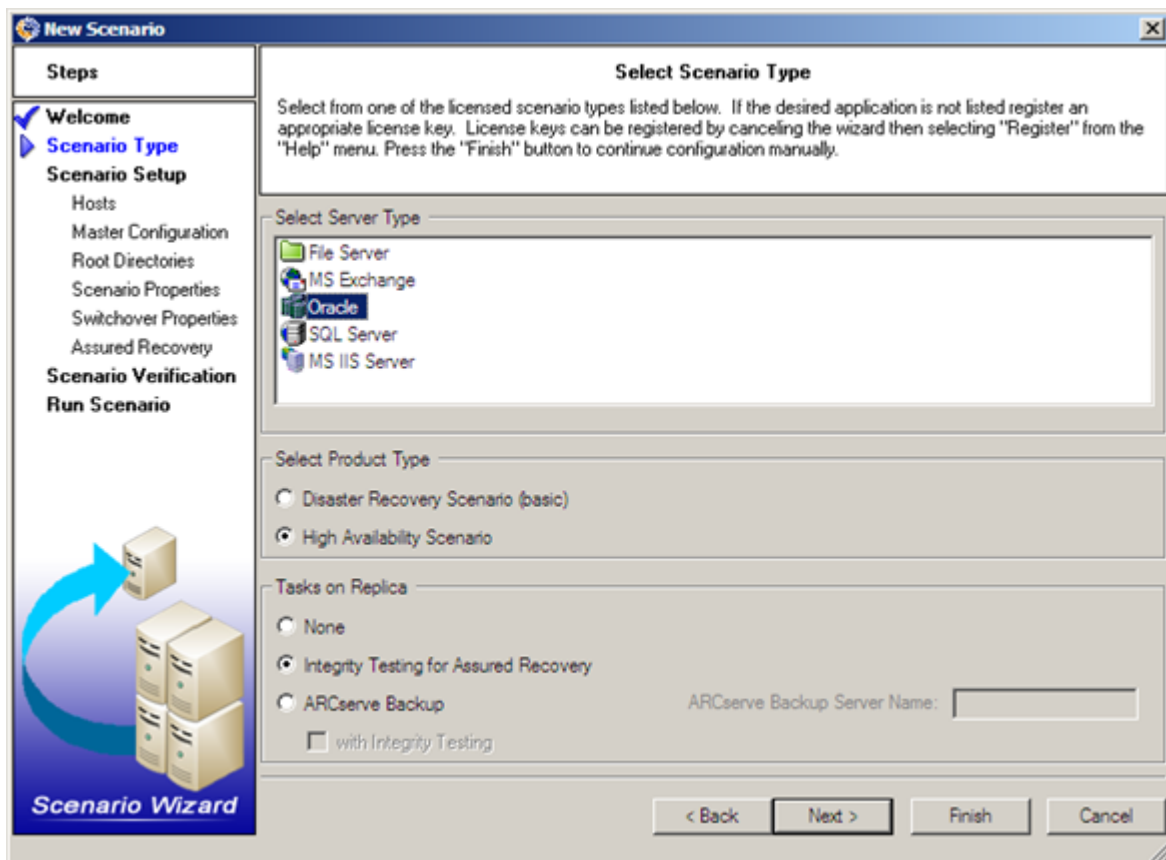 New Scenario
Steps
Welcome
Scenario Type
Scenario Setup
Hosts
Master Configuration
Root Directories
Scenario Properties
Switchover Properties
Assured Recovery
Scenario Verification
Run Scenario
Scenario Wizard
Select Scenario Type
Select from one of the licensed scenario types listed below. If the desired application is not listed register an
appropriate license key. License keys can be registered by canceling the wizard then selecting "Register" from the
"Help" menu. Press the "Finish" button to continue configuration manually.
Select Server Type
File Server
MS Exchange
Oracle
SQL Server
MS IIS Server
Select Product Type
Disaster Recovery Scenario (basic)
High Availability Scenario
Tasks on Replica
None
Integrity Testing for Assured Recovery
ARCserve Backup
ARCserve Backup Server Name:
with Integrity Testing
< Back
Next >
Finish
Cancel